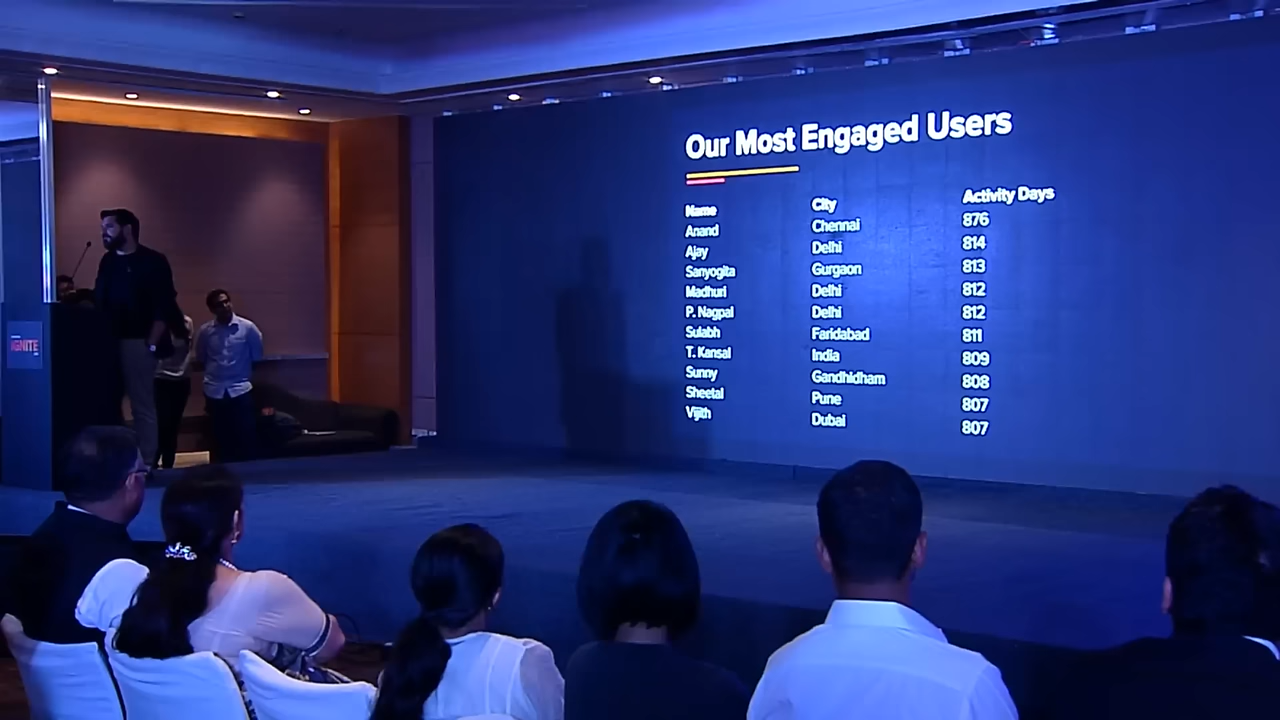 Our Most Engaged Users
Name City Activity Days
Anand Chennai 876
Ajay Delhi 814
Sanyogita Gurgaon 813
Madhuri Delhi 812
P. Nagpal Delhi 812
Sulabh Faridabad 811
T. Kansal India 809
Sunny Gandhidham 808
Sheetal Pune 807
Vijith Dubai 807
IGNITE